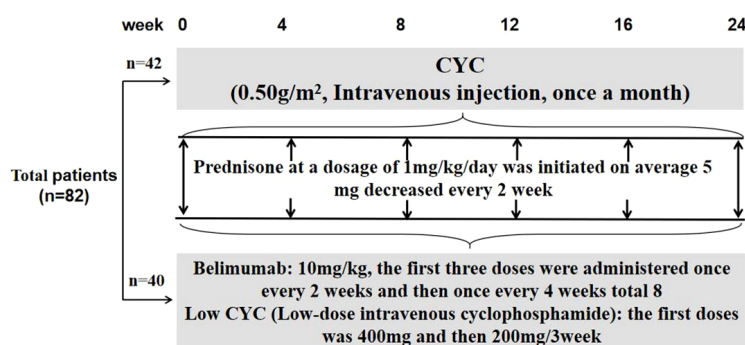 week 0 4 8 12 16 24
n=42
CYC
(0.50g/m², Intravenous injection, once a month)
Total patients
(n=82)
Prednisone at a dosage of 1mg/kg/day was initiated on average 5
mg decreased every 2 week
n=40
Belimumab: 10mg/kg, the first three doses were administered once
every 2 weeks and then once every 4 weeks total 8
Low CYC (Low-dose intravenous cyclophosphamide): the first doses
was 400mg and then 200mg/3week